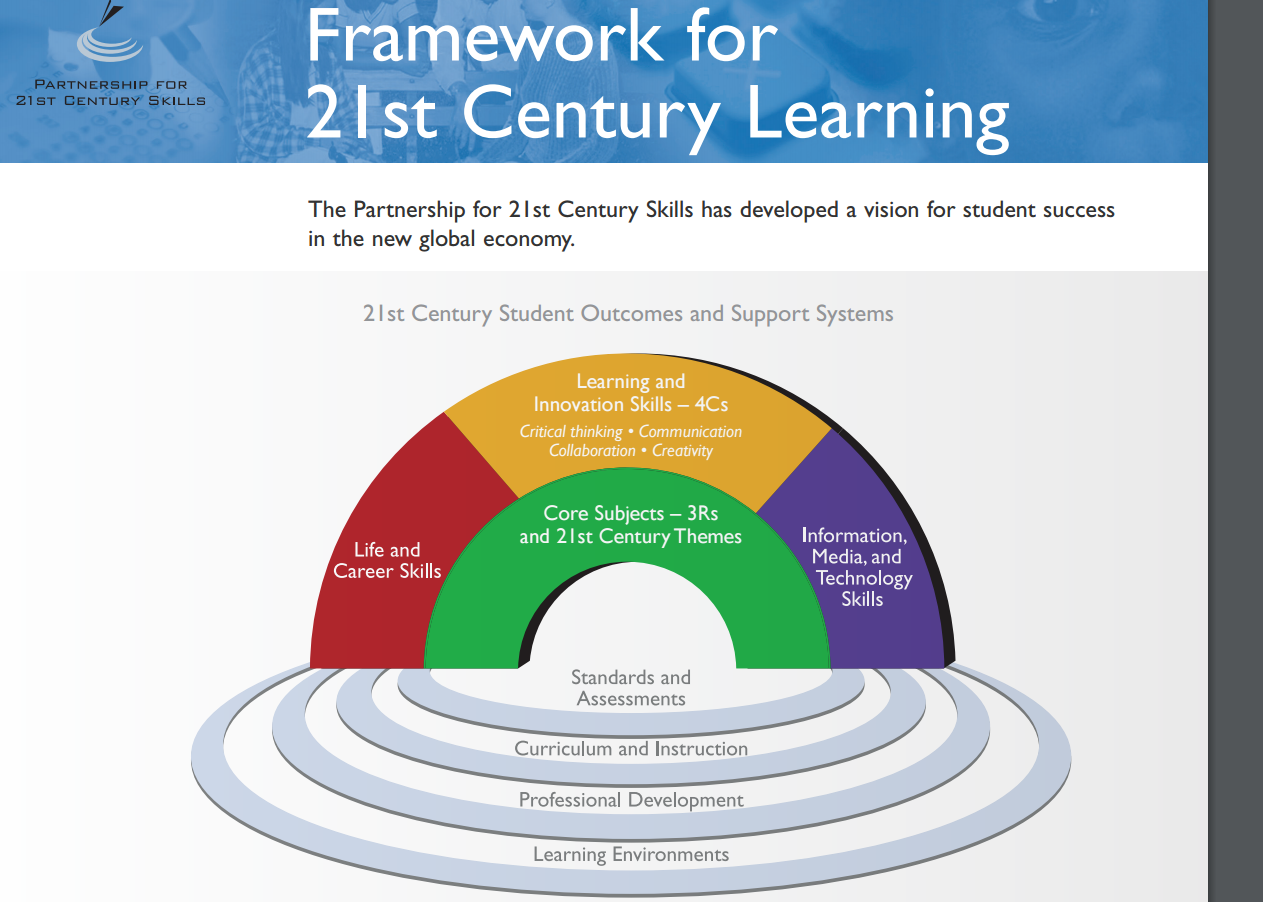 PARTNERSHIP FOR
21ST CENTURY SKILLS
Framework for
21st Century Learning
The Partnership for 21st Century Skills has developed a vision for student success
in the new global economy.
21st Century Student Outcomes and Support Systems
Learning and
Innovation Skills – 4Cs
Critical thinking • Communication
Collaboration • Creativity
Core Subjects – 3Rs
and 21st Century Themes
Life and
Career Skills
Information,
Media, and
Technology
Skills
Standards and
Assessments
Curriculum and Instruction
Professional Development
Learning Environments